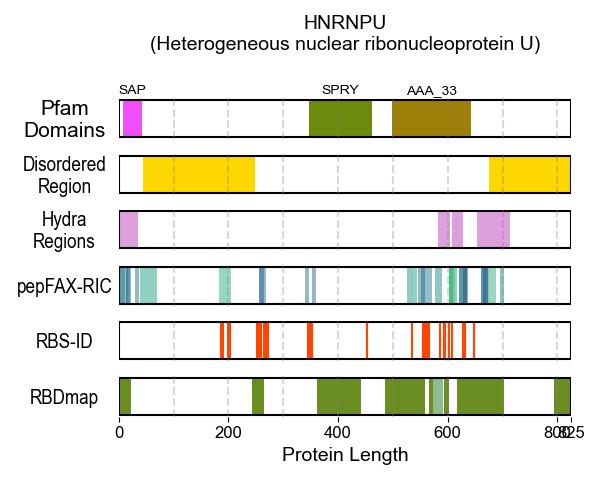 HNRNPU
(Heterogeneous nuclear ribonucleoprotein U)
SAP SPRY AAA_33
Pfam
Domains
Disordered
Region
Hydra
Regions
pepFAX-RIC
RBS-ID
RBDmap
0 200 400 600 800 825
Protein Length